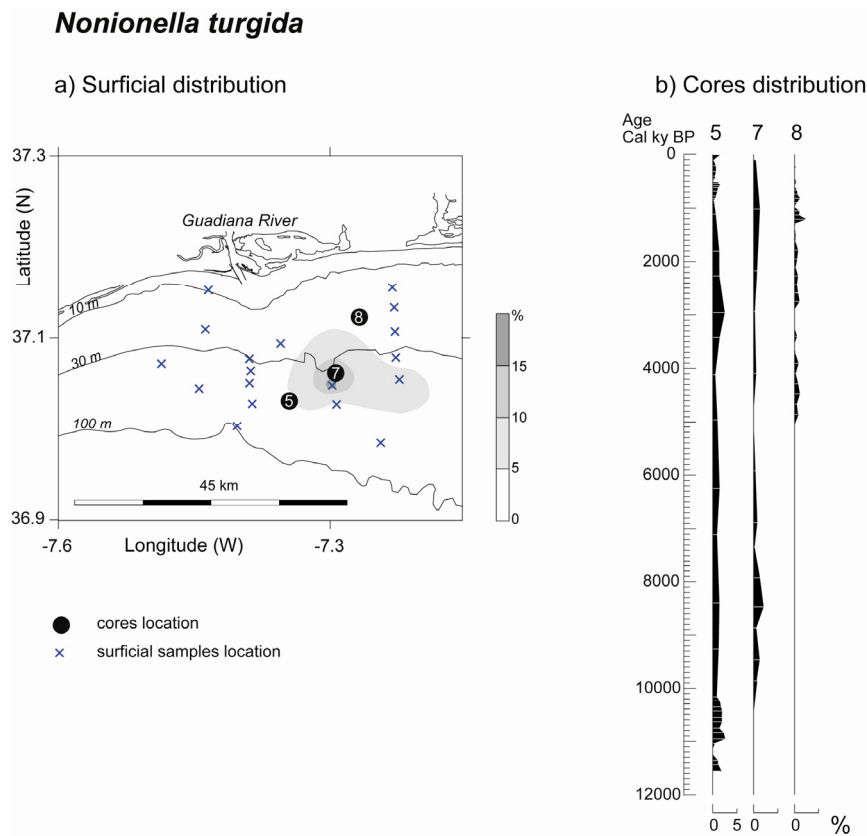 Nonionella turgida
a) Surficial distribution
b) Cores distribution
Age
Cal ky BP
5 7 8
37.3
37.1
36.9
Latitude (N)
Guadiana River
10 m
30 m
100 m
8
7
5
45 km
-7.6
-7.3
Longitude (W)
%
15
10
5
0
cores location
surficial samples location
0
2000
4000
6000
8000
10000
12000
0 5 0 0 %